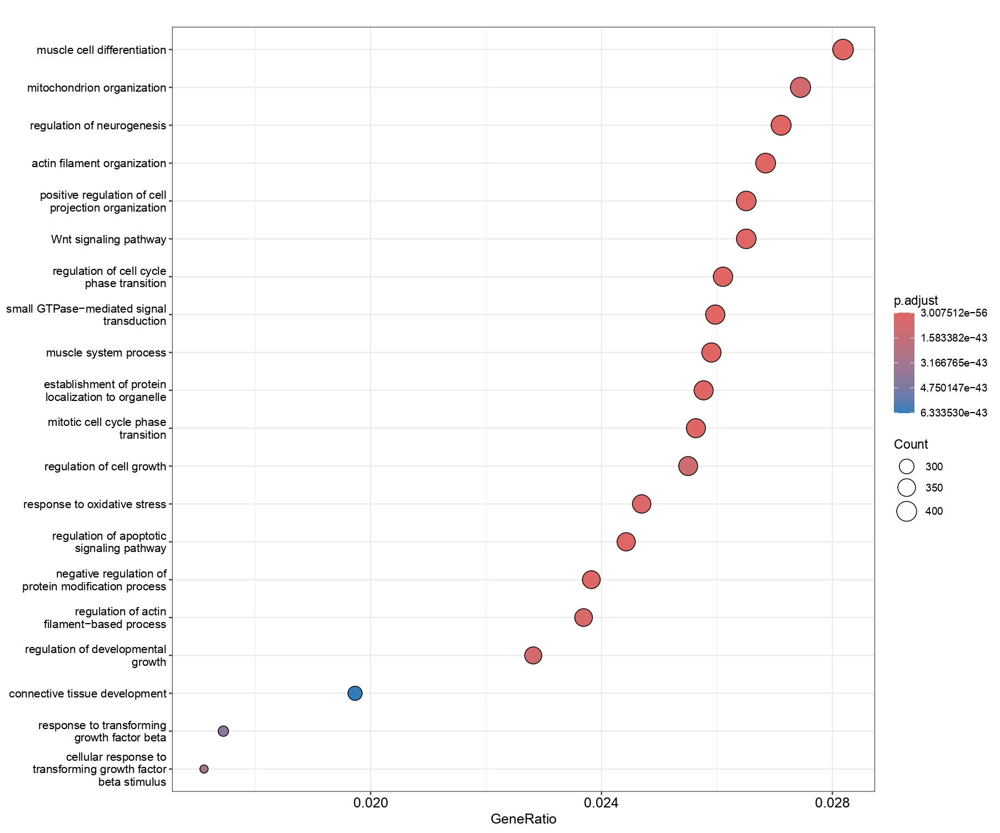 muscle cell differentiation
mitochondrion organization
regulation of neurogenesis
actin filament organization
positive regulation of cell
projection organization
Wnt signaling pathway
regulation of cell cycle
phase transition
small GTPase−mediated signal
transduction
muscle system process
establishment of protein
localization to organelle
mitotic cell cycle phase
transition
regulation of cell growth
response to oxidative stress
regulation of apoptotic
signaling pathway
negative regulation of
protein modification process
regulation of actin
filament−based process
regulation of developmental
growth
connective tissue development
response to transforming
growth factor beta
cellular response to
transforming growth factor
beta stimulus
0.020
0.024
0.028
GeneRatio
p.adjust
3.007512e−56
1.583382e−43
3.166765e−43
4.750147e−43
6.333530e−43
Count
300
350
400